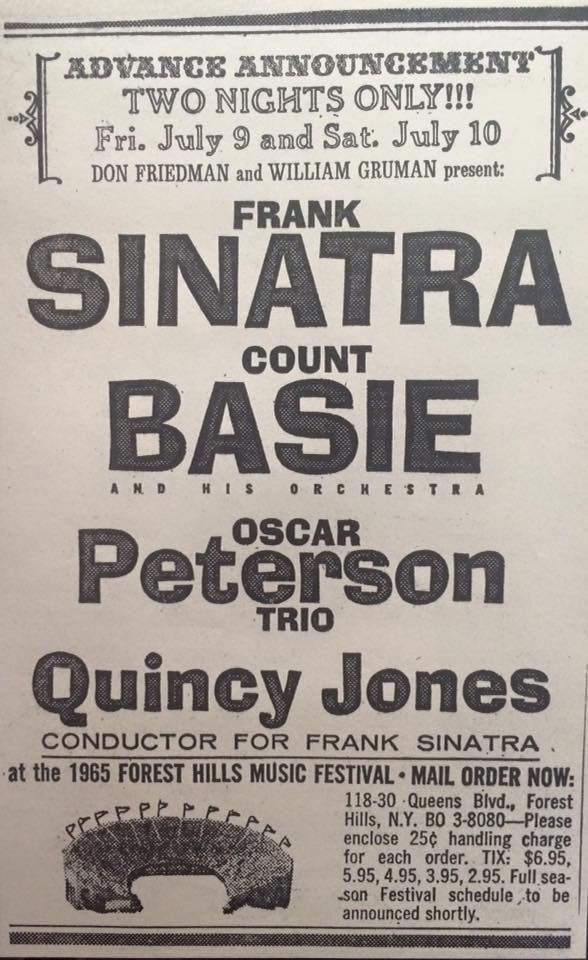 ADVANCE ANNOUNCEMENT
TWO NIGHTS ONLY!!!
Fri. July 9 and Sat. July 10
DON FRIEDMAN and WILLIAM GRUMAN present:
FRANK
SINATRA
COUNT
BASIE
AND HIS ORCHESTRA
OSCAR
Peterson
TRIO
Quincy Jones
CONDUCTOR FOR FRANK SINATRA
at the 1965 FOREST HILLS MUSIC FESTIVAL • MAIL ORDER NOW:
118-30 Queens Blvd., Forest
Hills, N.Y. BO 3-8080—Please
enclose 25¢ handling charge
for each order. TIX: $6.95,
5.95, 4.95, 3.95, 2.95. Full sea-
son Festival schedule to be
announced shortly.